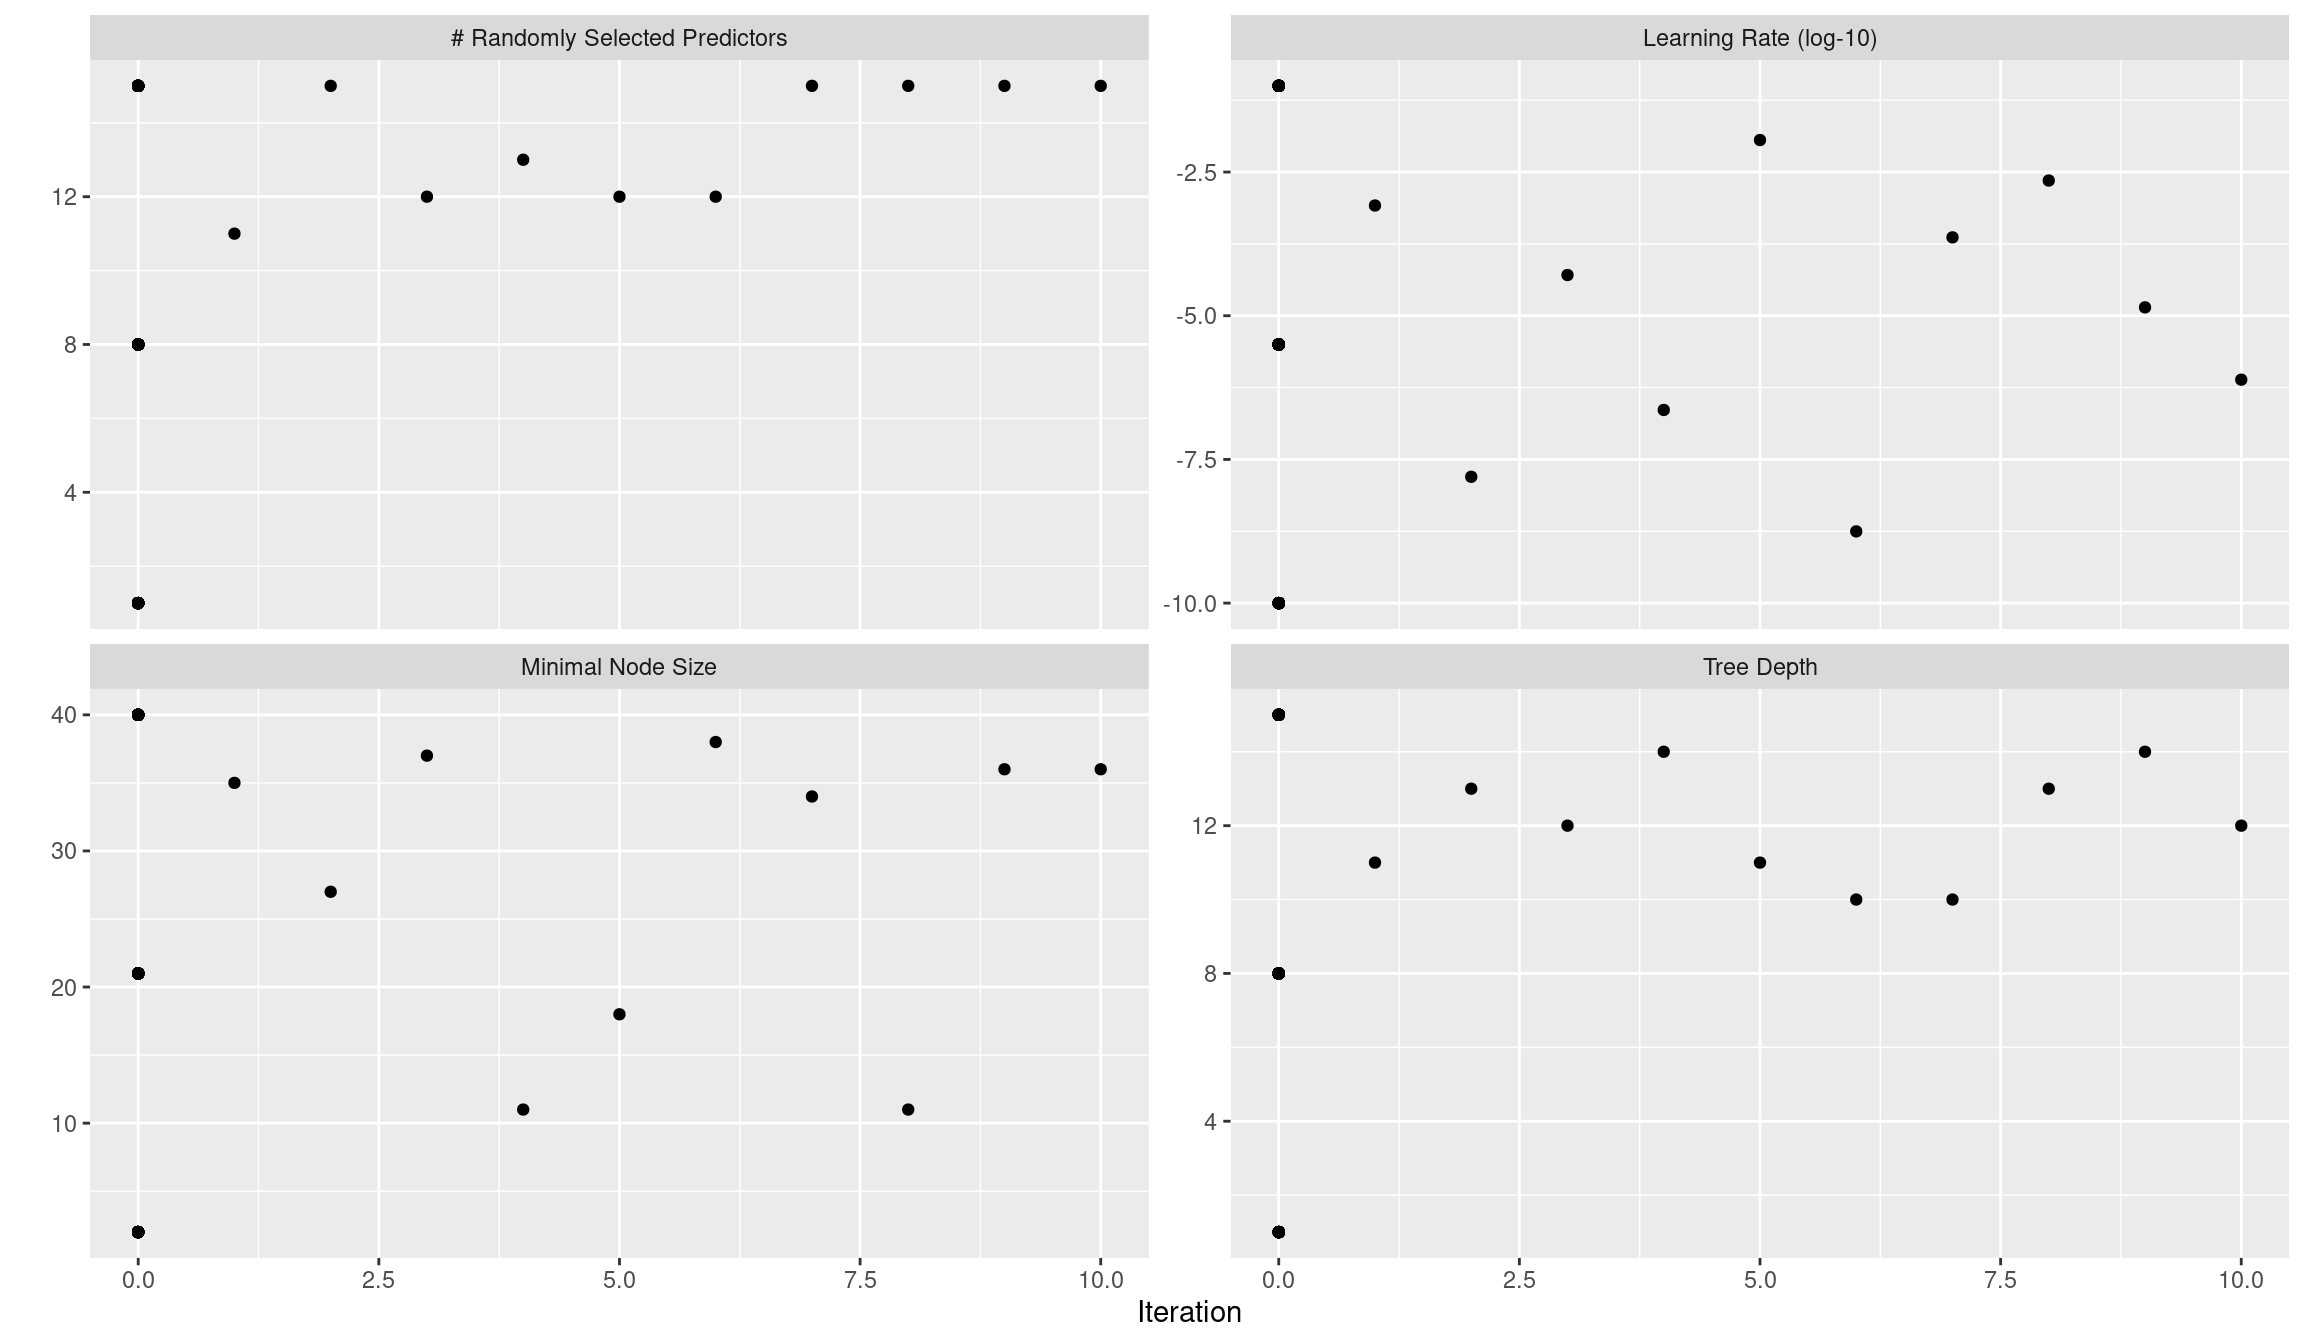 # Randomly Selected Predictors
12
8
4
Learning Rate (log-10)
-2.5
-5.0
-7.5
-10.0
Minimal Node Size
40
30
20
10
0.0 2.5 5.0 7.5 10.0
Tree Depth
12
8
4
0.0 2.5 5.0 7.5 10.0
Iteration